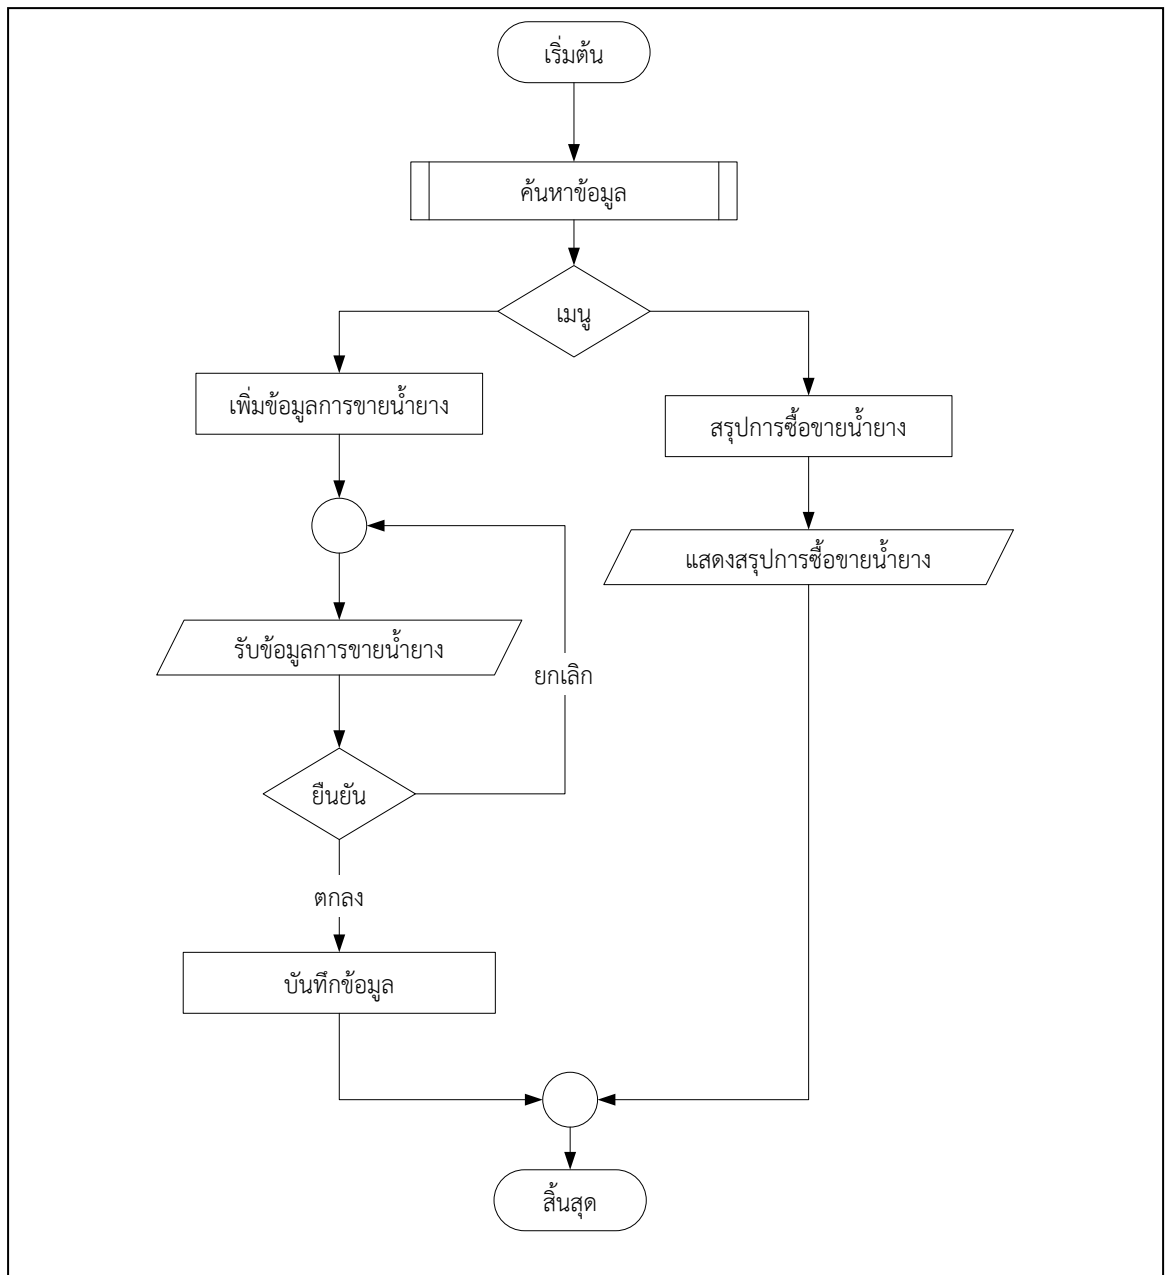 เริ่มต้น
ค้นหาข้อมูล
เมนู
เพิ่มข้อมูลการขายน้ำยาง
สรุปการซื้อขายน้ำยาง
แสดงสรุปการซื้อขายน้ำยาง
รับข้อมูลการขายน้ำยาง
ยกเลิก
ยืนยัน
ตกลง
บันทึกข้อมูล
สิ้นสุด